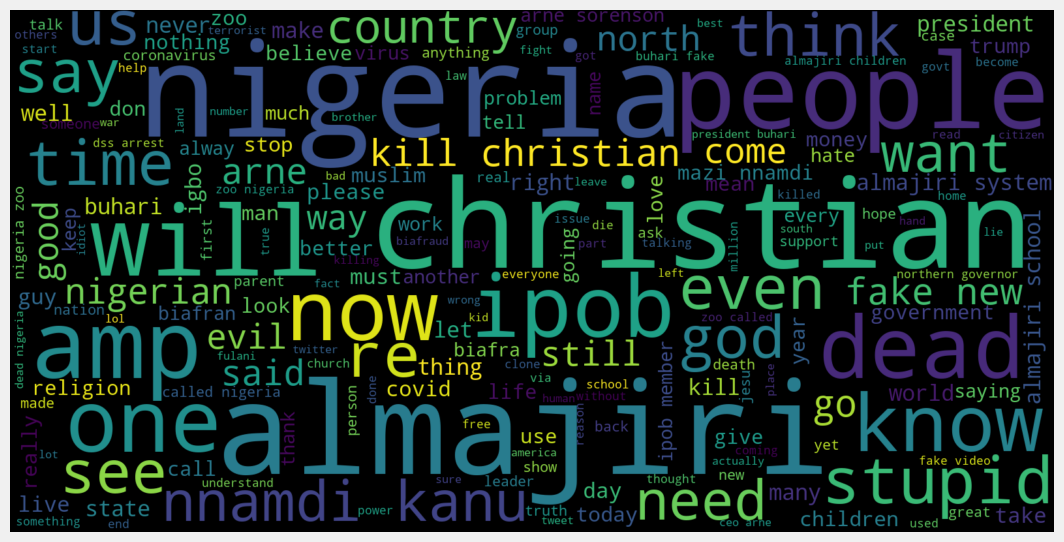 talk us never zoo terrorist make arne sorenson group best think president
others nothing country fight got north buhari fake case trump
start coronavirus believe virus anything law name almajiri children govt become
say help nigeria people
well don problem
someone war much land number brother tell president buhari money read citizen
dss arrest alway stop kill christian come mazi nnamdi hate
time arne muslim real right leave mean killed want almajiri system
zoo nigeria bad please love home
buhari igbo man way work issue die ask every hope hand
nigeria zoo keep good idiot will first true better biafraud may part going talking christian million south support put lie
killing must another everyone left northern governor
nigerian parent fact now wrong ipob even fake new
guy nation look let kid god year government almajiri school
lol biafran evil twitter biafra still zoo called
dead nigeria amp fulani re thing clone death dead
religion said church covid via school life kill jesu place world saying
made called nigeria done human without ipob member
one person free reason back go know
really thank almajiri use america give coming yet
lot see call show actually fake video stupid
understand sure leader thought new many
live state nnamdi kanu truth day need children great take
something end power tweet today ceo arne used